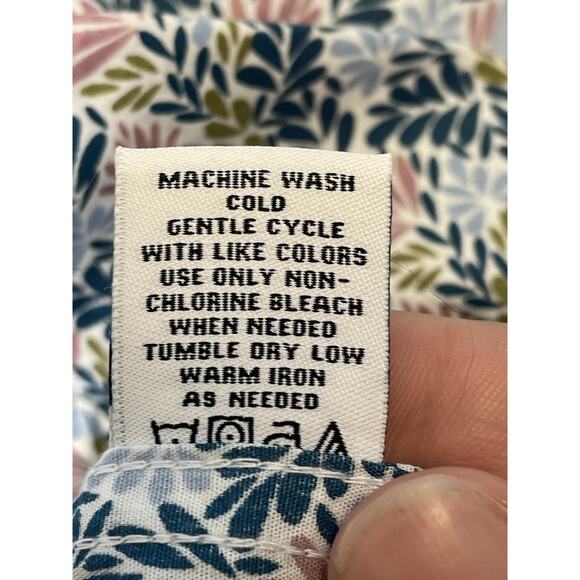 MACHINE WASH
COLD
GENTLE CYCLE
WITH LIKE COLORS
USE ONLY NON-
CHLORINE BLEACH
WHEN NEEDED
TUMBLE DRY LOW
WARM IRON
AS NEEDED